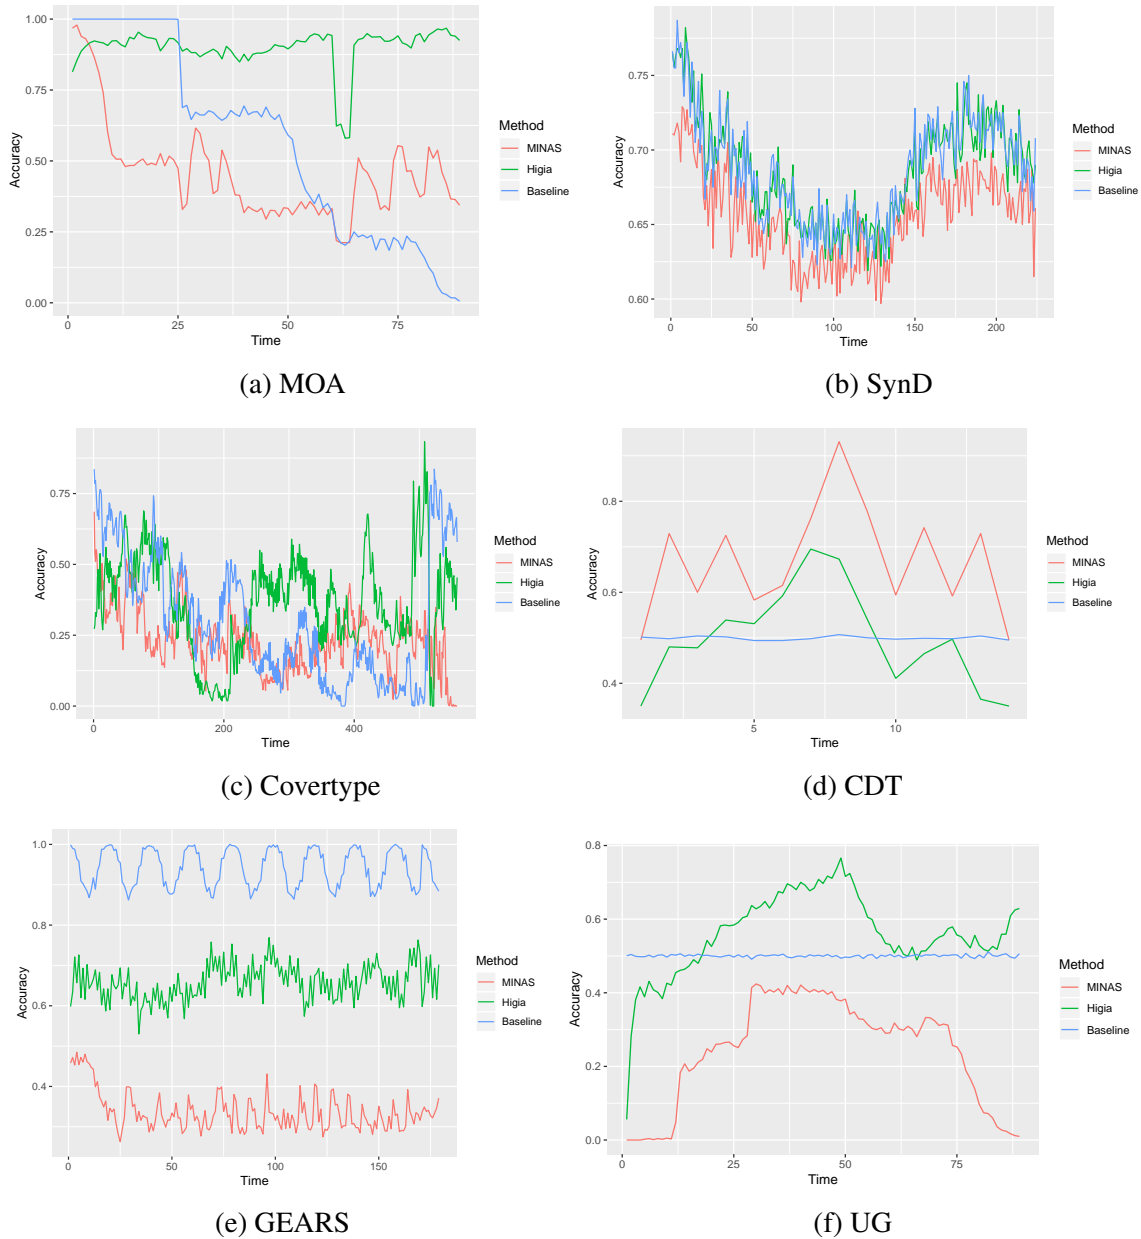 1.00
0.75
0.50
0.25
0.00
Accuracy
0
25
50
75
Time
Method
MINAS
Higia
Baseline
(a) MOA
0.75
0.70
0.65
0.60
Accuracy
0
50
100
150
200
Time
Method
MINAS
Higia
Baseline
(b) SynD
0.75
0.50
0.25
0.00
Accuracy
0
200
400
Time
Method
MINAS
Higia
Baseline
(c) Covertype
0.8
0.6
0.4
Accuracy
5
10
Time
Method
MINAS
Higia
Baseline
(d) CDT
1.0
0.8
0.6
0.4
Accuracy
0
50
100
150
Time
Method
MINAS
Higia
Baseline
(e) GEARS
0.8
0.6
0.4
0.2
0.0
Accuracy
0
25
50
75
Time
Method
MINAS
Higia
Baseline
(f) UG